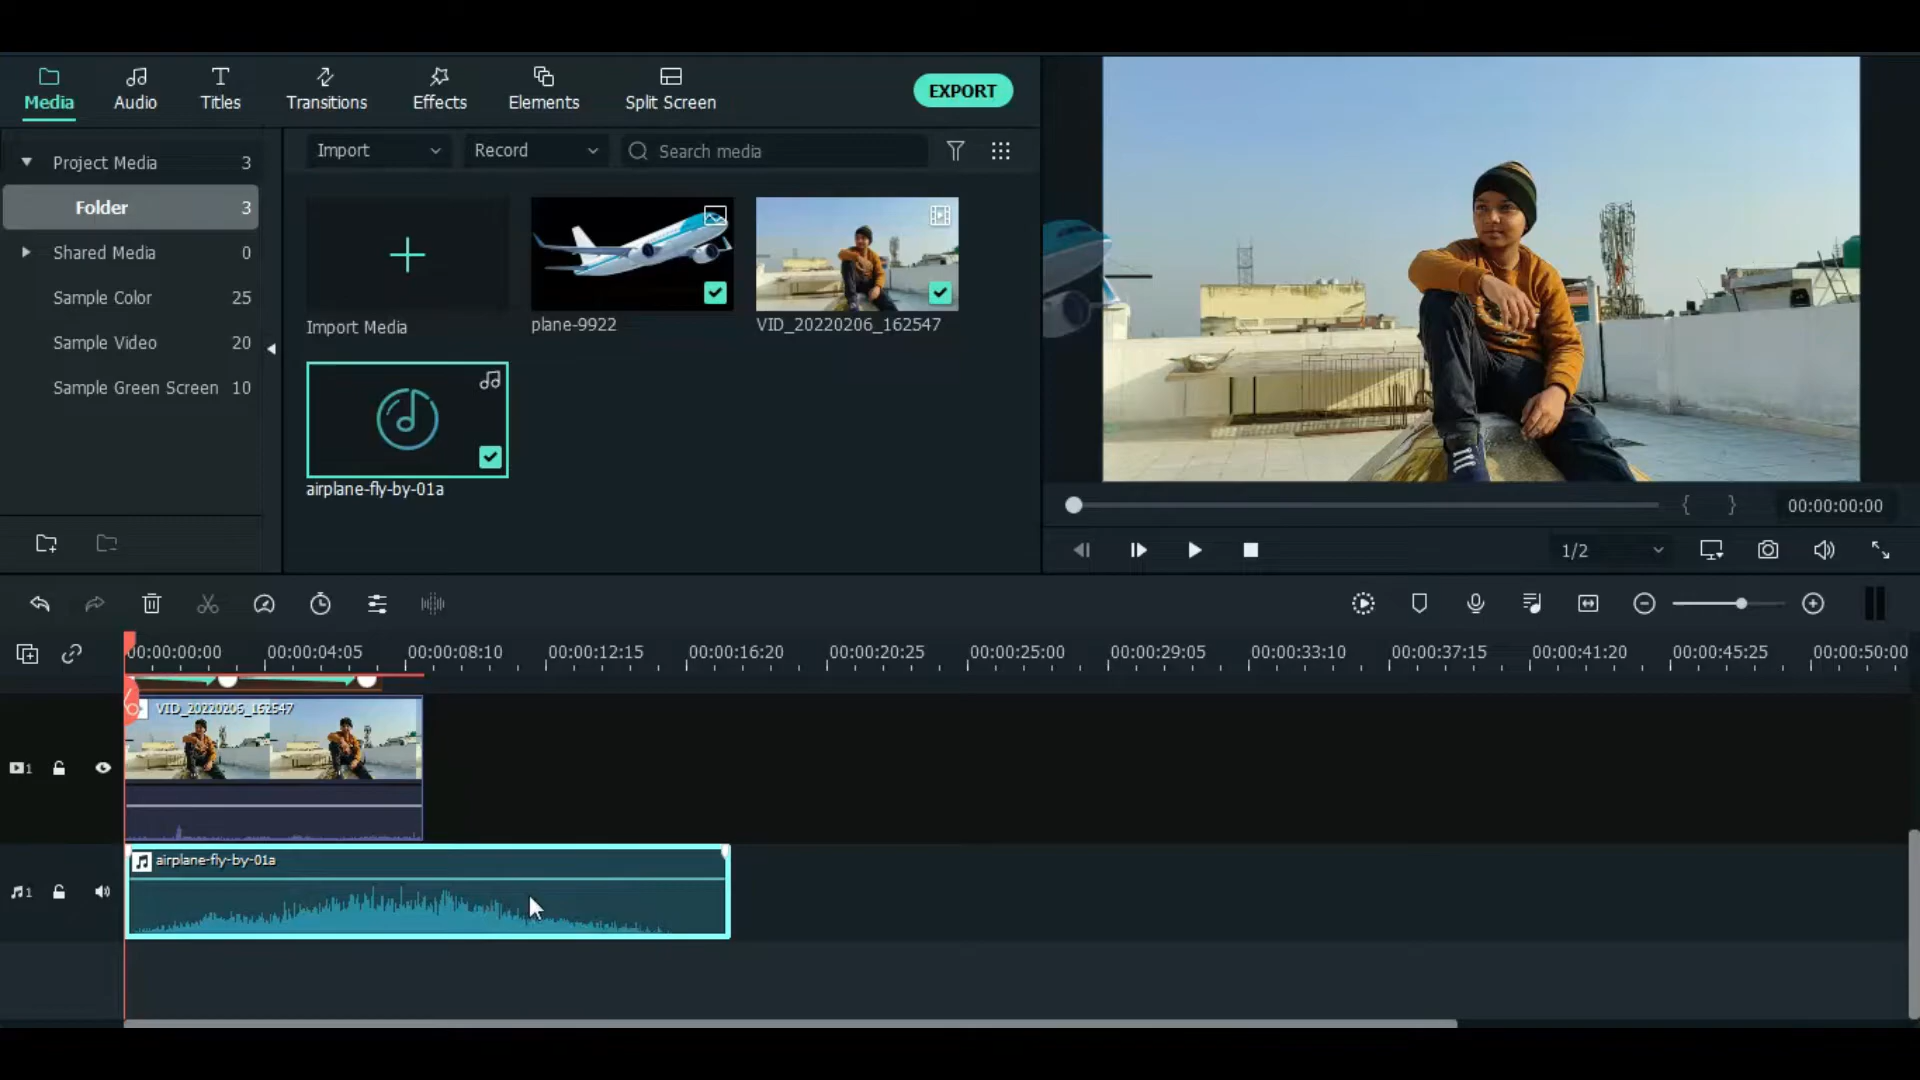 Media Audio Titles Transitions Effects Elements Split Screen EXPORT
Project Media 3
Folder 3
Shared Media 0
Sample Color 25
Sample Video 20
Sample Green Screen 10
Import Record Search media
Import Media plane-9922 VID_20220206_162547
airplane-fly-by-01a
00:00:00:00
1/2
00:00:00:00 00:00:04:05 00:00:08:10 00:00:12:15 00:00:16:20 00:00:20:25 00:00:25:00 00:00:29:05 00:00:33:10 00:00:37:15 00:00:41:20 00:00:45:25 00:00:50:00
VID_20220206_162547
1
airplane-fly-by-01a
1